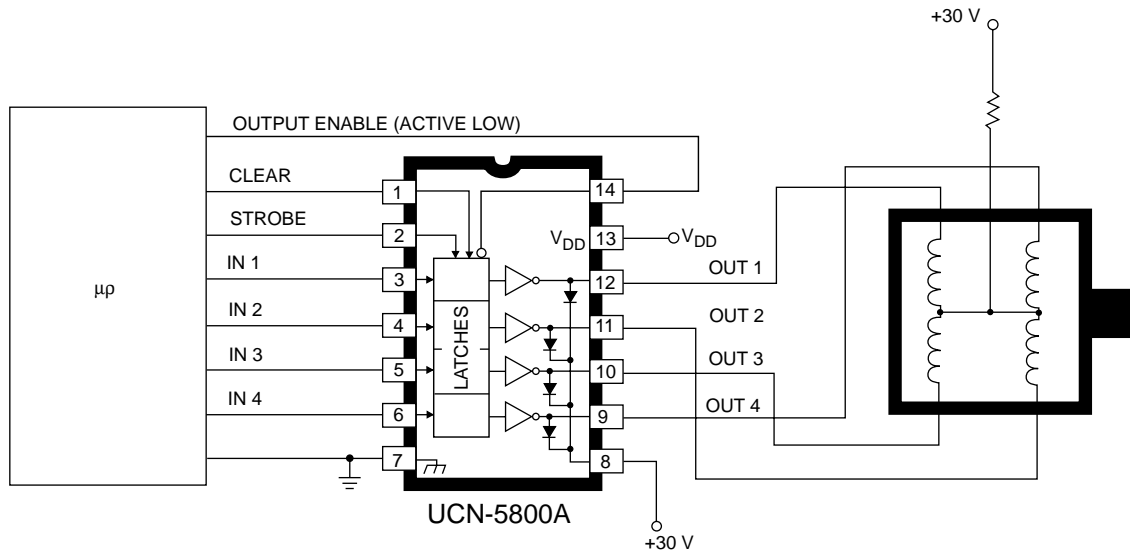 +30 V
OUTPUT ENABLE (ACTIVE LOW)
CLEAR
1
14
STROBE
2
VDD
13
VDD
IN 1
3
12
OUT 1
μρ
IN 2
4
11
OUT 2
LATCHES
IN 3
5
10
OUT 3
IN 4
6
9
OUT 4
7
8
UCN-5800A
+30 V